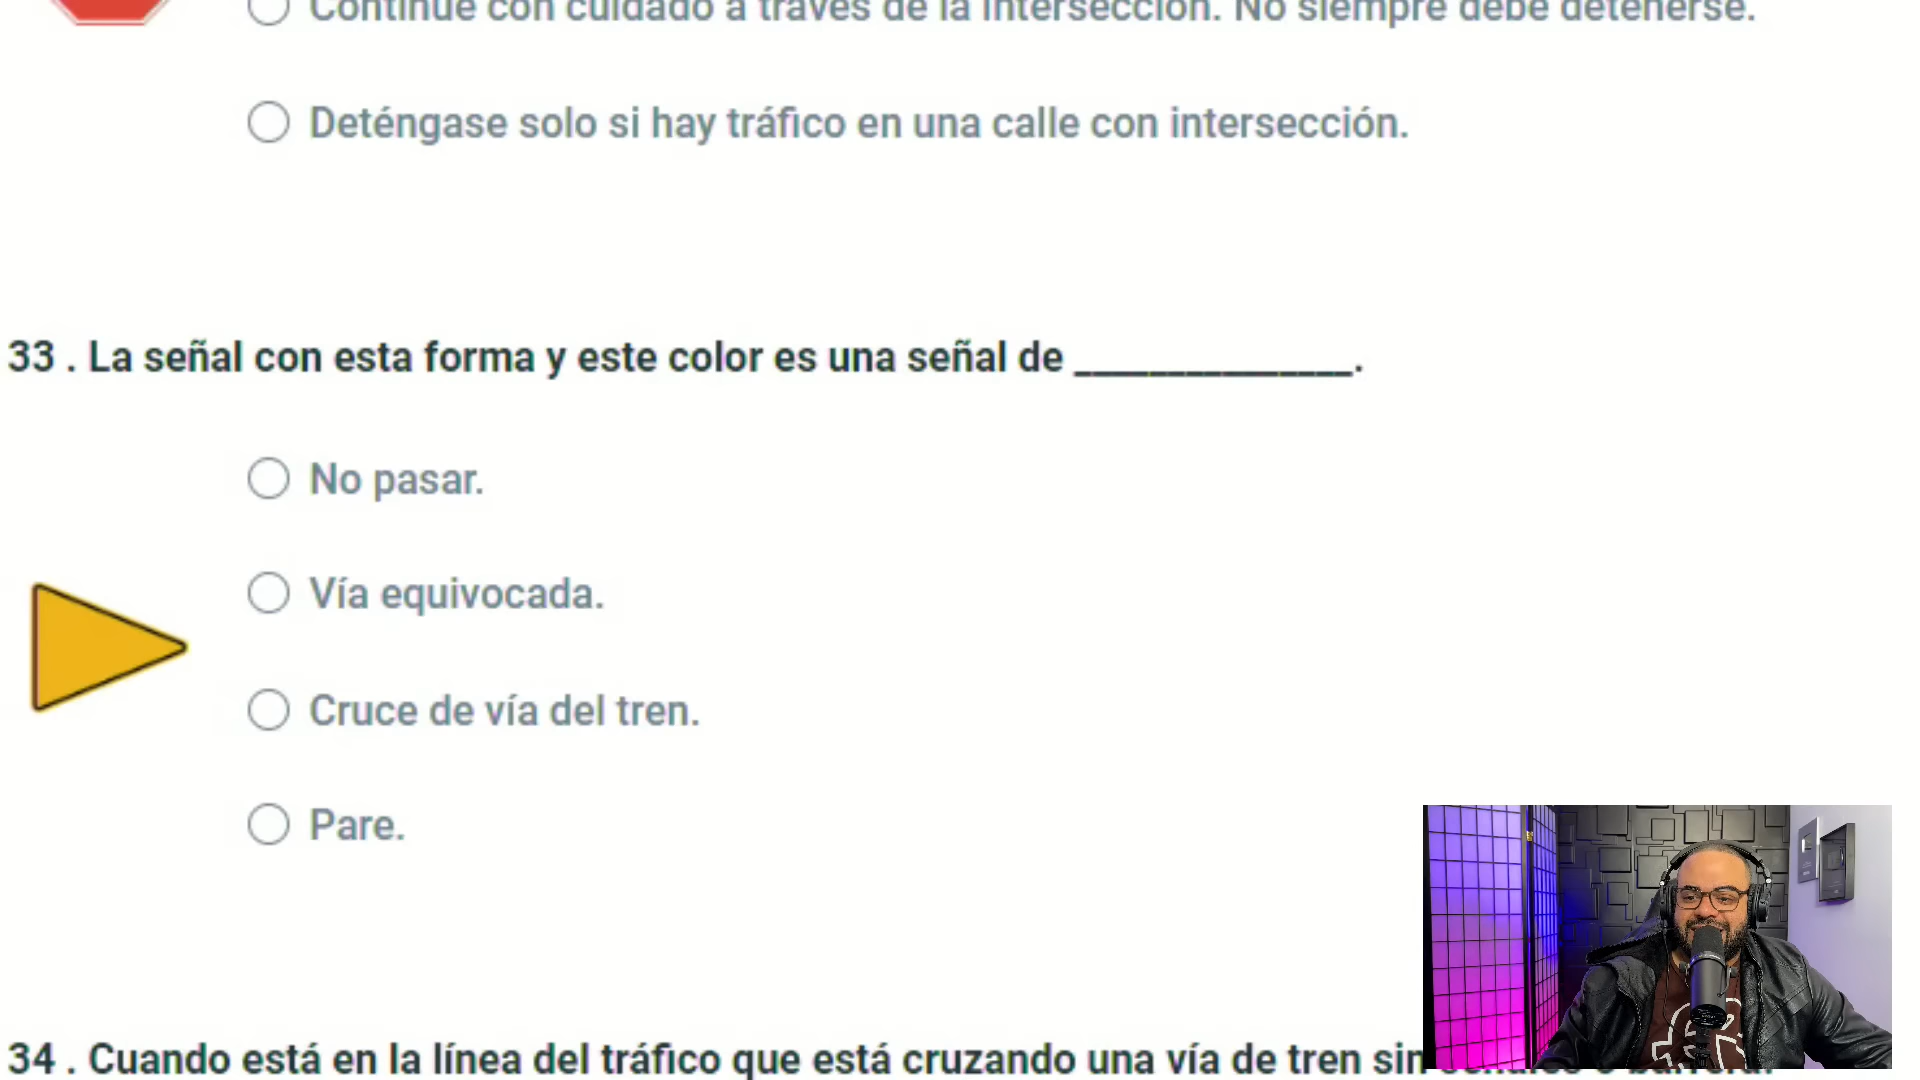 Continúe con cuidado a través de la intersección. No siempre debe detenerse.
Deténgase solo si hay tráfico en una calle con intersección.
33 . La señal con esta forma y este color es una señal de _____________.
No pasar.
Vía equivocada.
Cruce de vía del tren.
Pare.
34 . Cuando está en la línea del tráfico que está cruzando una vía de tren sin